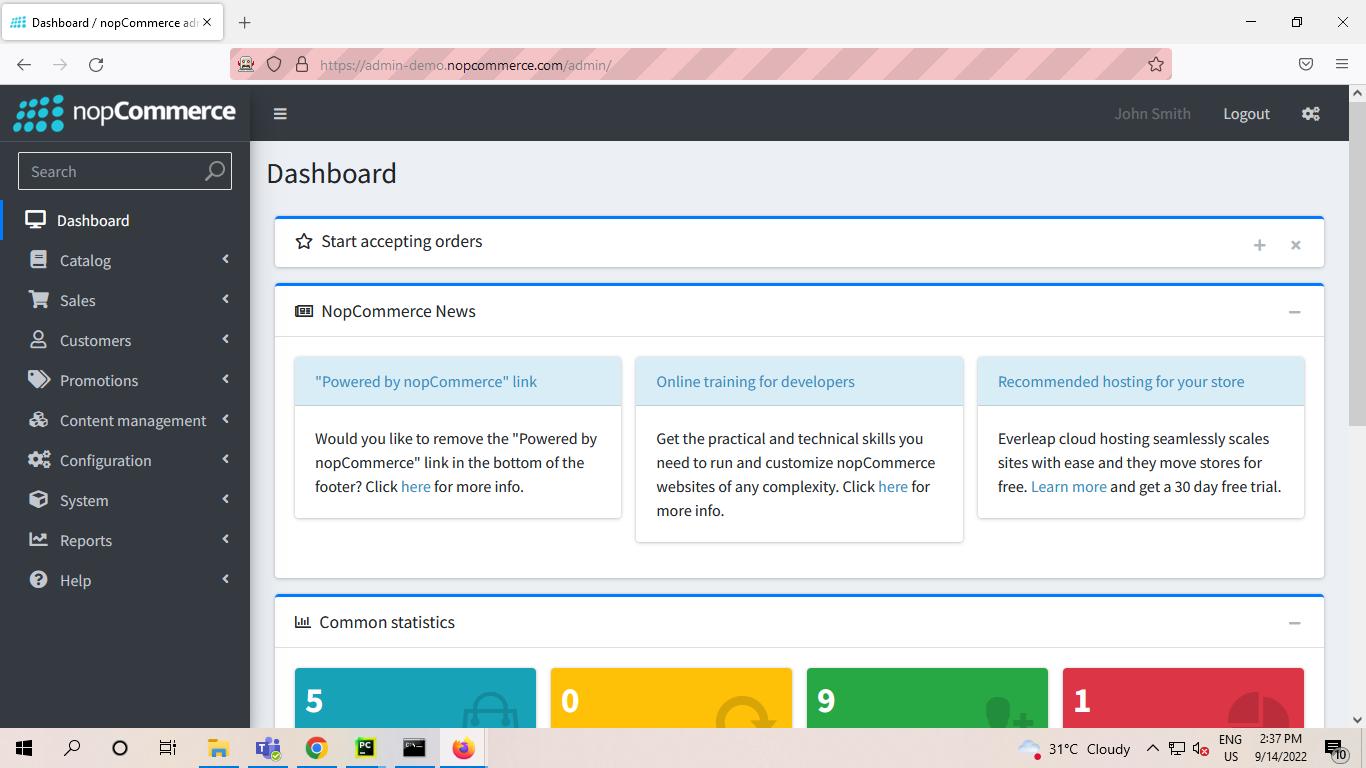 Dashboard / nopCommerce adr
https://admin-demo.nopcommerce.com/admin/
nopCommerce
John Smith
Logout
Search
Dashboard
Catalog
Sales
Customers
Promotions
Content management
Configuration
System
Reports
Help
Dashboard
Start accepting orders
NopCommerce News
"Powered by nopCommerce" link
Would you like to remove the "Powered by
nopCommerce" link in the bottom of the
footer? Click here for more info.
Online training for developers
Get the practical and technical skills you
need to run and customize nopCommerce
websites of any complexity. Click here for
more info.
Recommended hosting for your store
Everleap cloud hosting seamlessly scales
sites with ease and they move stores for
free. Learn more and get a 30 day free trial.
Common statistics
5
0
9
1
PC
31°C Cloudy
ENG
US
2:37 PM
9/14/2022
10